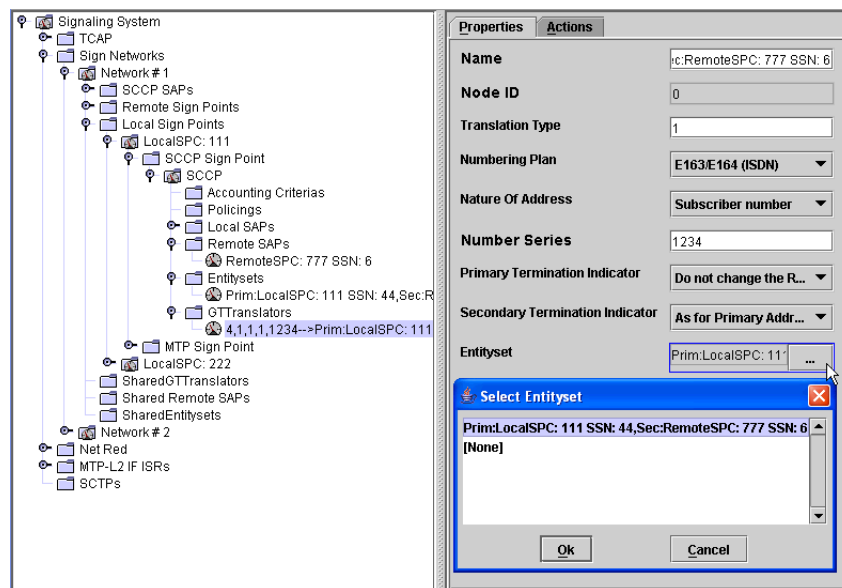 Signaling System
TCAP
Sign Networks
Network # 1
SCCP SAPs
Remote Sign Points
Local Sign Points
LocalSPC: 111
SCCP Sign Point
SCCP
Accounting Criterias
Policings
Local SAPs
Remote SAPs
RemoteSPC: 777 SSN: 6
Entitysets
Prim:LocalSPC: 111 SSN: 44,Sec:R
GTTranslators
4,1,1,1,1234-->Prim:LocalSPC: 111
MTP Sign Point
LocalSPC: 222
SharedGTTranslators
Shared Remote SAPs
SharedEntitysets
Network # 2
Net Red
MTP-L2 IF ISRs
SCTPs
Properties Actions
Name c:RemoteSPC: 777 SSN: 6
Node ID 0
Translation Type 1
Numbering Plan E163/E164 (ISDN)
Nature Of Address Subscriber number
Number Series 1234
Primary Termination Indicator Do not change the R...
Secondary Termination Indicator As for Primary Addr...
Entityset Prim:LocalSPC: 111 ...
Select Entityset
Prim:LocalSPC: 111 SSN: 44,Sec:RemoteSPC: 777 SSN: 6
[None]
Ok Cancel